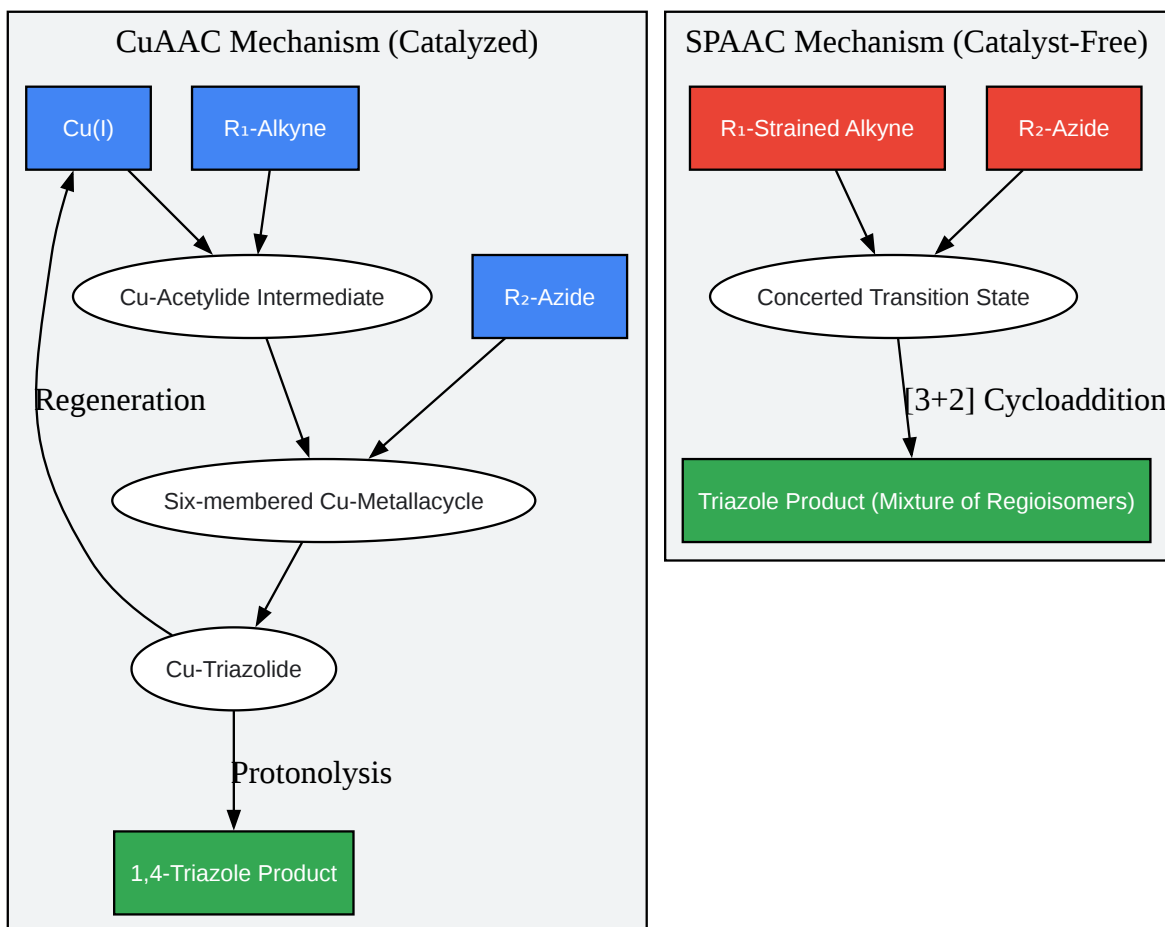 CuAAC Mechanism (Catalyzed)
Cu(I)
R₁-Alkyne
Cu-Acetylide Intermediate
R₂-Azide
Regeneration
Six-membered Cu-Metallacycle
Cu-Triazolide
Protonolysis
1,4-Triazole Product
SPAAC Mechanism (Catalyst-Free)
R₁-Strained Alkyne
R₂-Azide
Concerted Transition State
[3+2] Cycloaddition
Triazole Product (Mixture of Regioisomers)